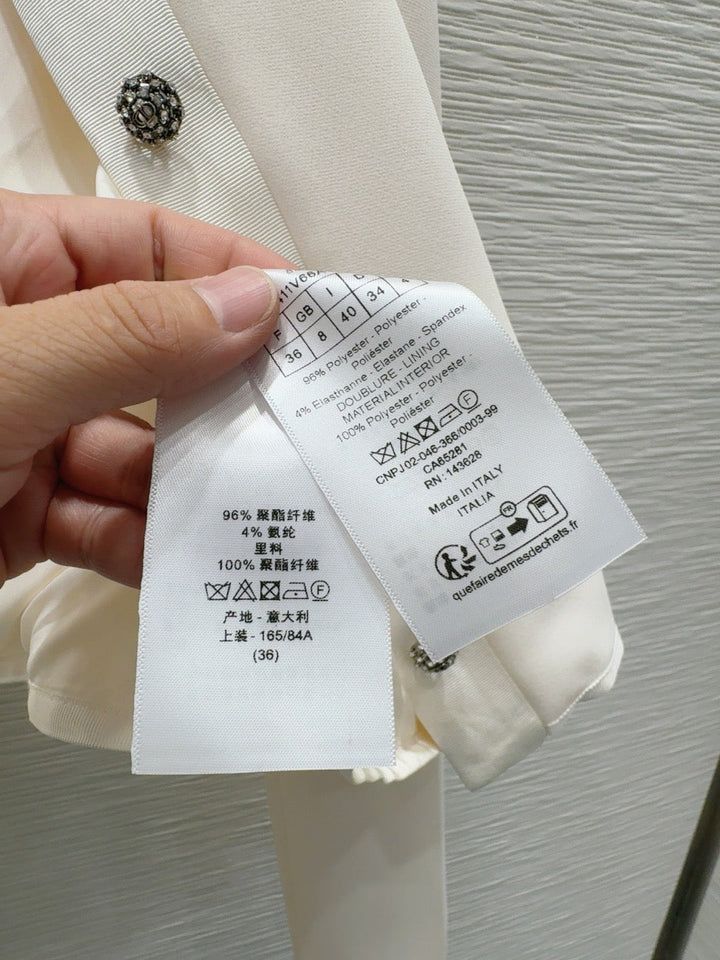 F GB I
36 8 40 34
96% Polyester - Polyester -
Poliéster
4% Elasthanne - Elastane - Spandex
DOUBLURE - LINING
MATERIAL INTERIOR
100% Polyester - Polyester -
Poliéster
F
CNPJ.02-046-366/0003-99
CA65281
RN: 143628
Made in ITALY
ITALIA
FR
quefairedemesdechets.fr
96% 聚酯纤维
4% 氨纶
里料
100% 聚酯纤维
F
产地 - 意大利
上装 - 165/84A
(36)